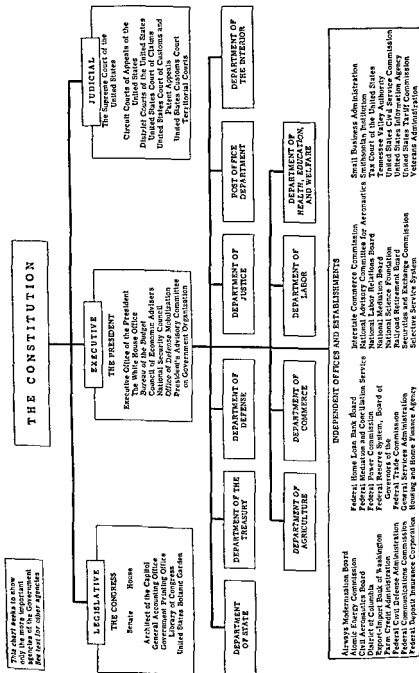 This chart seeks to show
only the more important
agencies of the Government
See text for other agencies
THE CONSTITUTION
LEGISLATIVE
THE CONGRESS
Senate House
Architect of the Capitol
General Accounting Office
Government Printing Office
Library of Congress
United States Botanic Garden
EXECUTIVE
THE PRESIDENT
Executive Office of the President
The White House Office
Bureau of the Budget
Council of Economic Advisers
National Security Council
Office of Defense Mobilization
President's Advisory Committee
on Government Organization
JUDICIAL
The Supreme Court of the
United States
Circuit Courts of Appeals of the
United States
District Courts of the United States
United States Court of Claims
United States Court of Customs and
Patent Appeals
United States Customs Court
Territorial Courts
DEPARTMENT
OF STATE
DEPARTMENT OF THE
TREASURY
DEPARTMENT
OF
DEFENSE
DEPARTMENT
OF JUSTICE
POST OFFICE
DEPARTMENT
DEPARTMENT OF
THE INTERIOR
DEPARTMENT OF
AGRICULTURE
DEPARTMENT
OF
COMMERCE
DEPARTMENT
OF
LABOR
DEPARTMENT OF
HEALTH, EDUCATION,
AND WELFARE
INDEPENDENT OFFICES AND ESTABLISHMENTS
Airways Modernization Board
Atomic Energy Commission
Civil Aeronautics Board
District of Columbia
Export-Import Bank of Washington
Farm Credit Administration
Federal Civil Defense Administration
Federal Communications Commission
Federal Deposit Insurance Corporation
Federal Home Loan Bank Board
Federal Mediation and Conciliation Service
Federal Power Commission
Federal Reserve System, Board of
Governors of the
Federal Trade Commission
General Services Administration
Housing and Home Finance Agency
Interstate Commerce Commission
National Advisory Committee for Aeronautics
National Labor Relations Board
National Mediation Board
National Science Foundation
Railroad Retirement Board
Securities and Exchange Commission
Selective Service System
Small Business Administration
Smithsonian Institution
Tax Court of the United States
Tennessee Valley Authority
United States Civil Service Commission
United States Information Agency
United States Tariff Commission
Veterans Administration